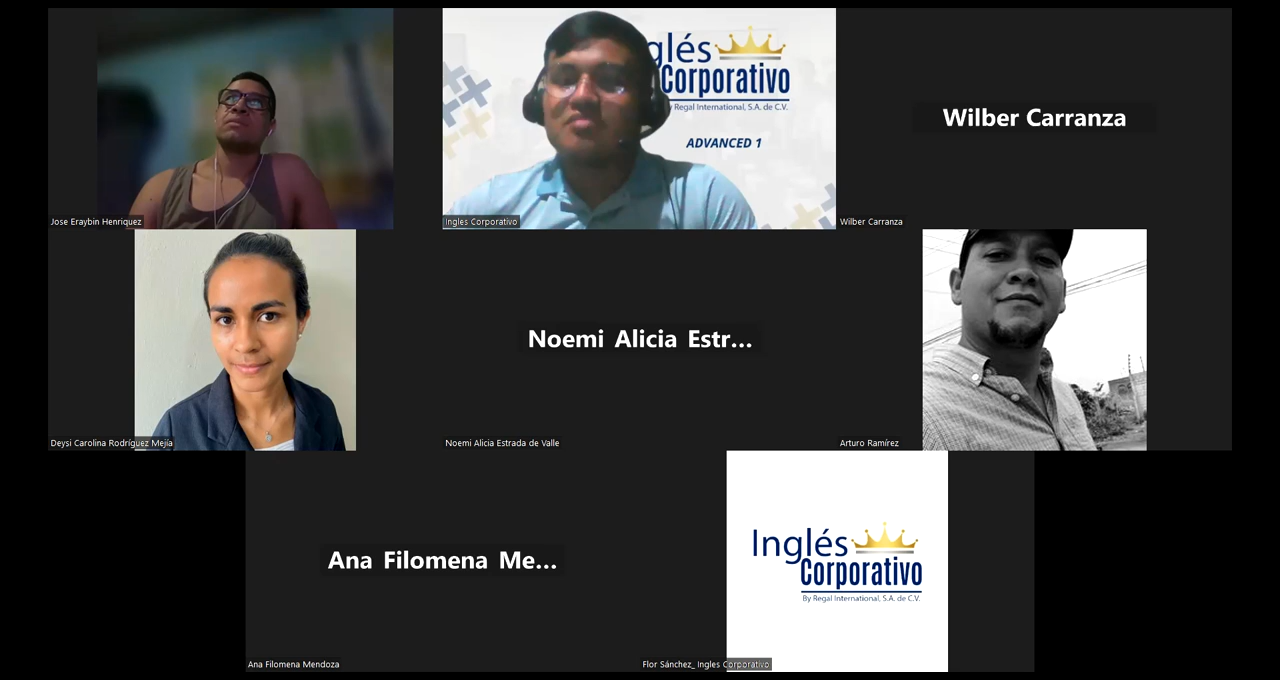 Inglés
Corporativo
By Regal International, S.A. de C.V.
ADVANCED 1
Wilber Carranza
Jose Eraybin Henriquez
Ingles Corporativo
Wilber Carranza
Noemi Alicia Estr...
Deysi Carolina Rodríguez Mejía
Noemi Alicia Estrada de Valle
Arturo Ramírez
Ana Filomena Me...
Inglés
Corporativo
By Regal International, S.A. de C.V.
Ana Filomena Mendoza
Flor Sánchez_ Ingles Corporativo